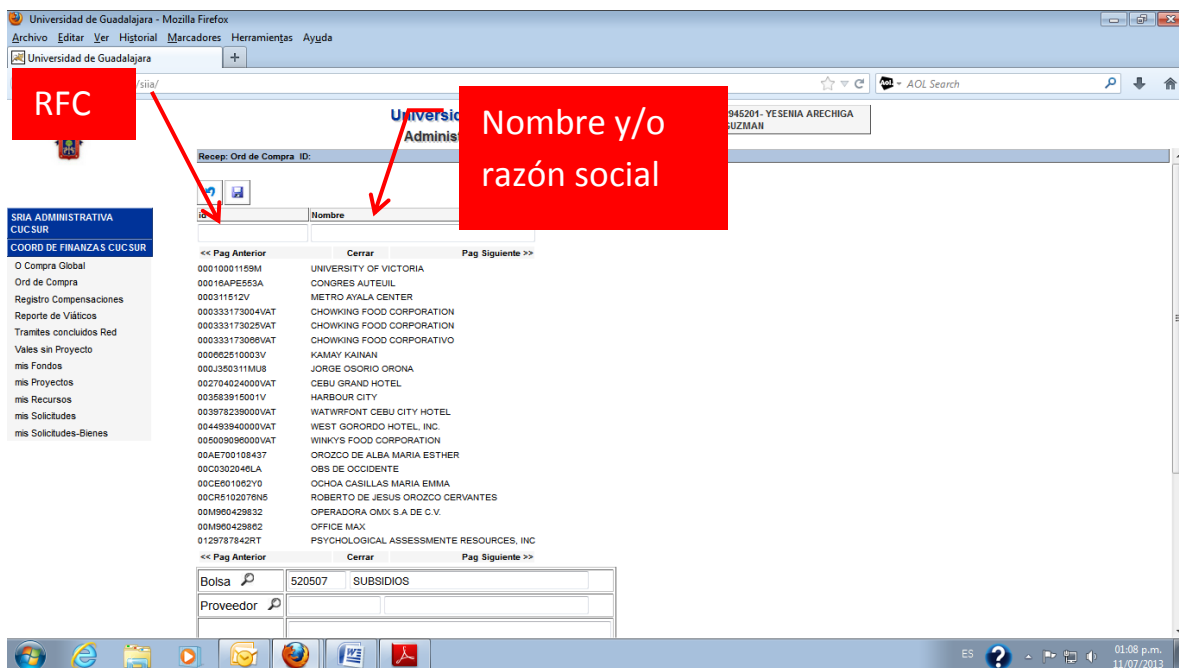 Universidad de Guadalajara - Mozilla Firefox
Archivo Editar Ver Historial Marcadores Herramientas Ayuda
Universidad de Guadalajara
+
/siia/
AOL Search
RFC
Nombre y/o
razón social
945201- YESENIA ARECHIGA
GUZMAN
Recep: Ord de Compra ID:
id
Nombre
<< Pag Anterior Cerrar Pag Siguiente >>
00010001159M UNIVERSITY OF VICTORIA
00016APE553A CONGRES AUTEUIL
000311512V METRO AYALA CENTER
000333173004VAT CHOWKING FOOD CORPORATION
000333173025VAT CHOWKING FOOD CORPORATION
000333173066VAT CHOWKING FOOD CORPORATIVO
000662510003V KAMAY KAINAN
000J350311MU8 JORGE OSORIO ORONA
002704024000VAT CEBU GRAND HOTEL
003583915001V HARBOUR CITY
003978239000VAT WATWRFONT CEBU CITY HOTEL
004493940000VAT WEST GORORDO HOTEL, INC.
005009096000VAT WINKYS FOOD CORPORATION
00AE700108437 OROZCO DE ALBA MARIA ESTHER
00C0302046LA OBS DE OCCIDENTE
00CE601062Y0 OCHOA CASILLAS MARIA EMMA
00CR5102076N5 ROBERTO DE JESUS OROZCO CERVANTES
00M960429832 OPERADORA OMX S.A DE C.V.
00M960429862 OFFICE MAX
0129787842RT PSYCHOLOGICAL ASSESSMENTE RESOURCES, INC
<< Pag Anterior Cerrar Pag Siguiente >>
Bolsa 520507 SUBSIDIOS
Proveedor
SRIA ADMINISTRATIVA
CUCSUR
COORD DE FINANZAS CUCSUR
O Compra Global
Ord de Compra
Registro Compensaciones
Reporte de Viáticos
Tramites concluidos Red
Vales sin Proyecto
mis Fondos
mis Proyectos
mis Recursos
mis Solicitudes
mis Solicitudes-Bienes
ES
01:08 p.m.
11/07/2013